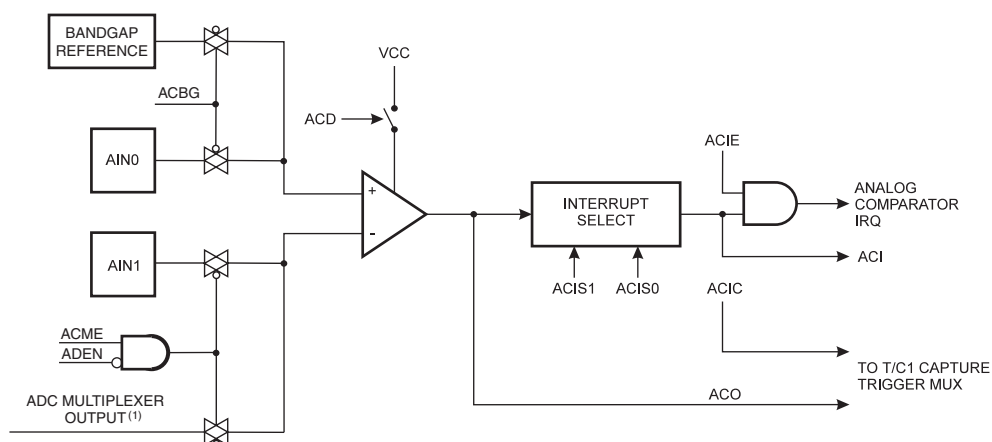 BANDGAP
REFERENCE
ACBG
AIN0
AIN1
ACME
ADEN
ADC MULTIPLEXER
OUTPUT (1)
VCC
ACD
+
-
INTERRUPT
SELECT
ACIS1
ACIS0
ACIE
ANALOG
COMPARATOR
IRQ
ACI
ACIC
TO T/C1 CAPTURE
TRIGGER MUX
ACO